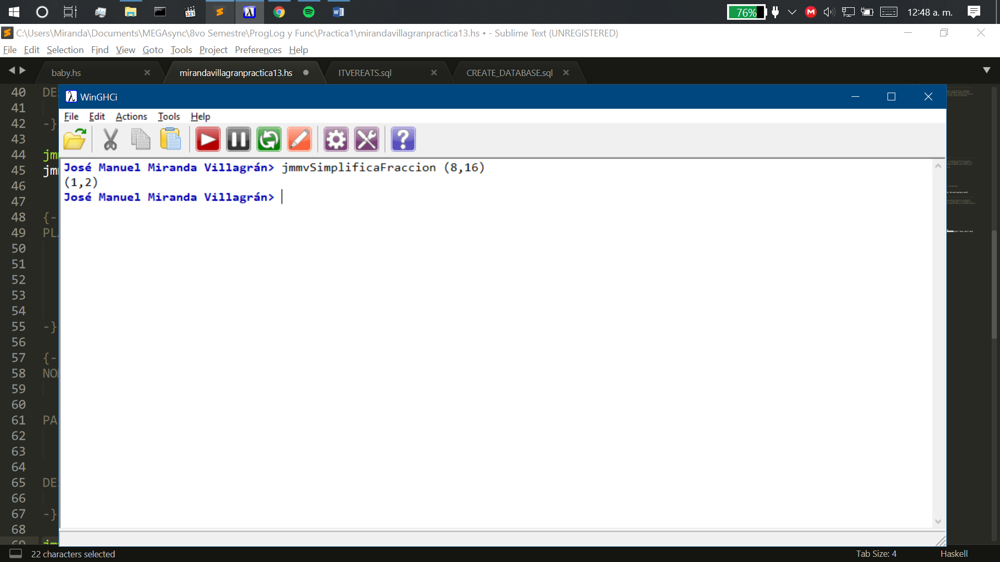 76%
12:48 a. m.
C:\Users\Miranda\Documents\MEGAsync\8vo Semestre\ProgLog y Func\Practica1\mirandavillagranpractica13.hs • - Sublime Text (UNREGISTERED)
File Edit Selection Find View Goto Tools Project Preferences Help
baby.hs
mirandavillagranpractica13.hs
ITVEREATS.sql
CREATE_DATABASE.sql
WinGHCi
File Edit Actions Tools Help
José Manuel Miranda Villagrán> jmmvSimplificaFraccion (8,16)
(1,2)
José Manuel Miranda Villagrán>
40 DE
41
42 -}
43
44 jm
45 jm
46
47
48 {-
49 PL
50
51
52
53
54
55 -}
56
57 {-
58 NO
59
60
61 PA
62
63
64
65 DE
66
67 -}
68
69 jm
22 characters selected
Tab Size: 4
Haskell